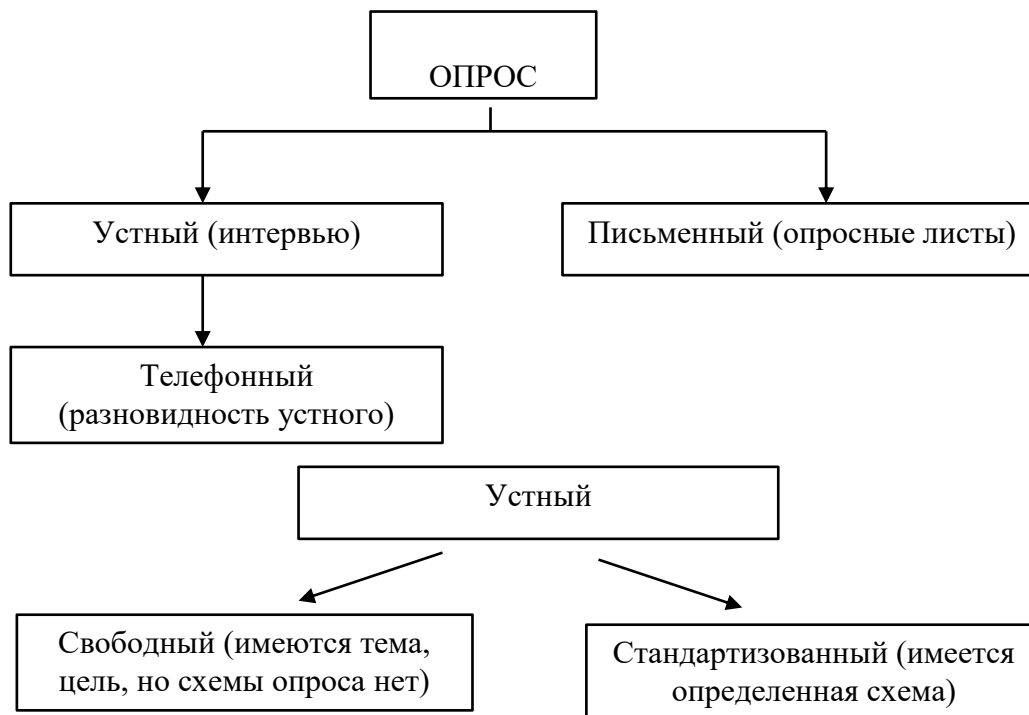 ОПРОС
Устный (интервью)
Письменный (опросные листы)
Телефонный
(разновидность устного)
Устный
Свободный (имеются тема,
цель, но схемы опроса нет)
Стандартизованный (имеется
определенная схема)